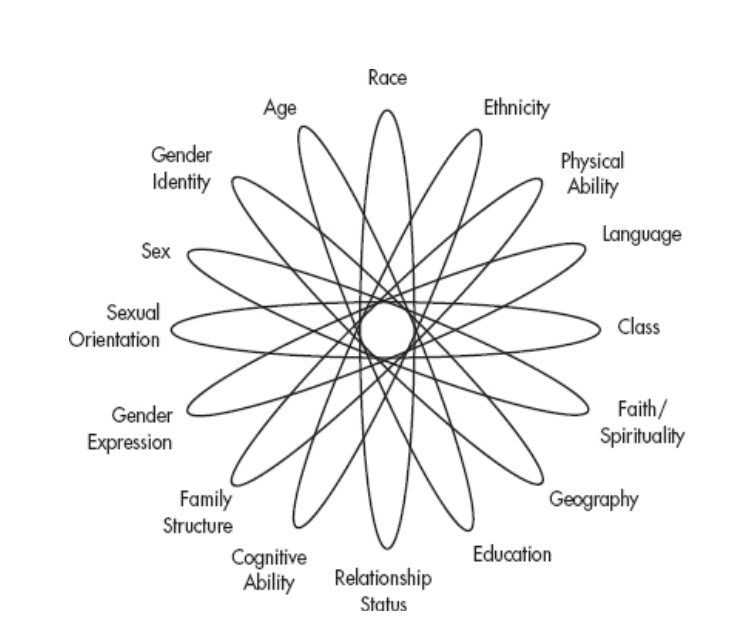 Race
Age
Ethnicity
Gender
Identity
Physical
Ability
Sex
Language
Sexual
Orientation
Class
Gender
Expression
Faith/
Spirituality
Family
Structure
Geography
Cognitive
Ability
Education
Relationship
Status